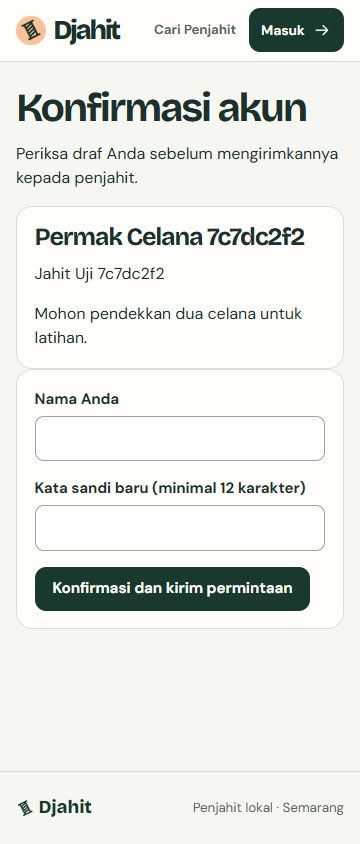 Djahit
Cari Penjahit
Masuk →
Konfirmasi akun
Periksa draf Anda sebelum mengirimkannya
kepada penjahit.
Permak Celana 7c7dc2f2
Jahit Uji 7c7dc2f2
Mohon pendekkan dua celana untuk
latihan.
Nama Anda
Kata sandi baru (minimal 12 karakter)
Konfirmasi dan kirim permintaan
Djahit
Penjahit lokal · Semarang